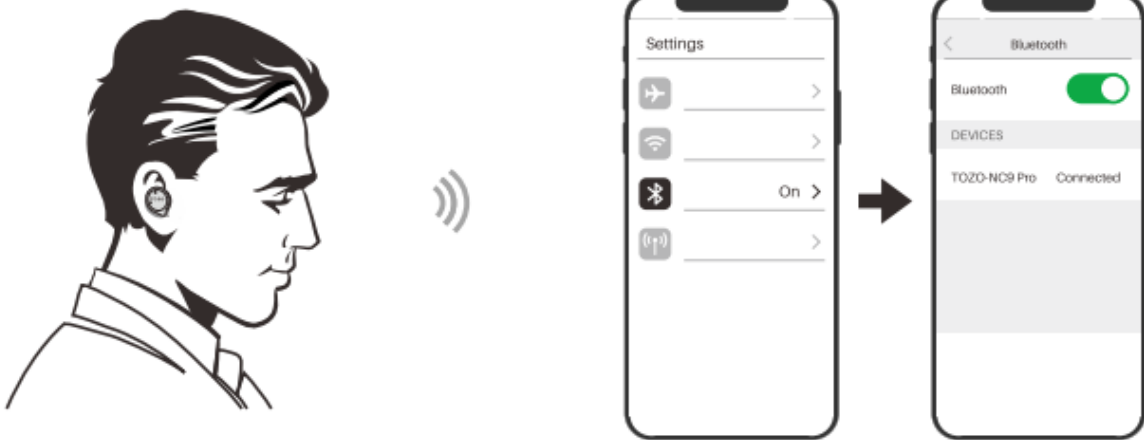 Settings
On
Bluetooth
Bluetooth
DEVICES
TOZO-NC9 Pro Connected